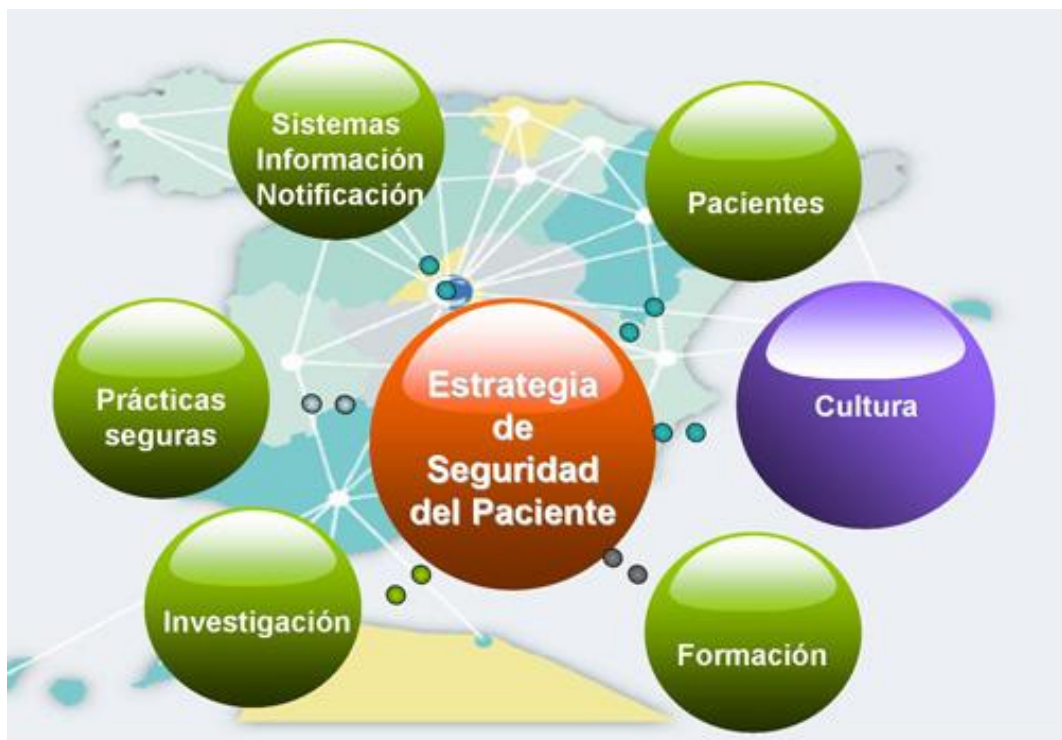 Sistemas
Información
Notificación
Pacientes
Prácticas
seguras
Estrategia
de
Seguridad
del Paciente
Cultura
Investigación
Formación